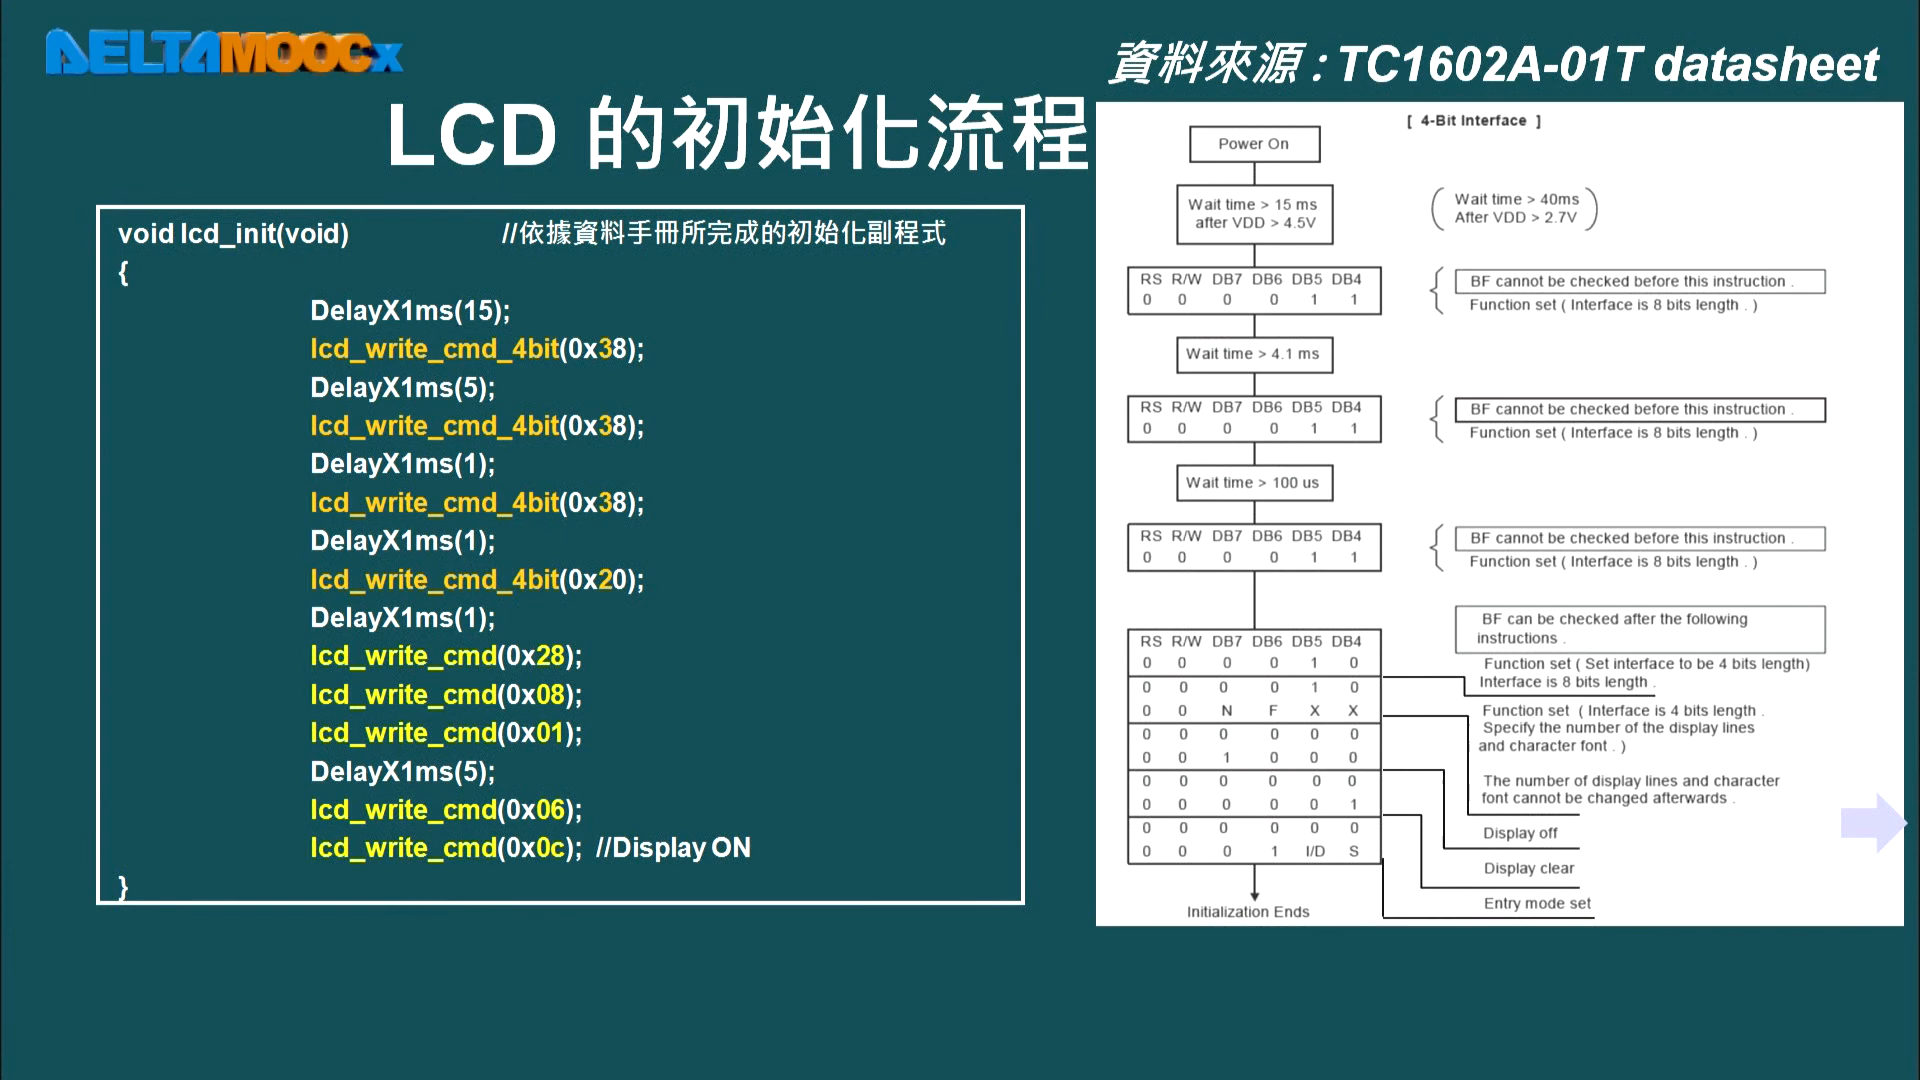 DELTAMOOCx
資料來源 : TC1602A-01T datasheet
LCD 的初始化流程
void lcd_init(void) //依據資料手冊所完成的初始化副程式
{
DelayX1ms(15);
lcd_write_cmd_4bit(0x38);
DelayX1ms(5);
lcd_write_cmd_4bit(0x38);
DelayX1ms(1);
lcd_write_cmd_4bit(0x38);
DelayX1ms(1);
lcd_write_cmd_4bit(0x20);
DelayX1ms(1);
lcd_write_cmd(0x28);
lcd_write_cmd(0x08);
lcd_write_cmd(0x01);
DelayX1ms(5);
lcd_write_cmd(0x06);
lcd_write_cmd(0x0c); //Display ON
}
[ 4-Bit Interface ]
Power On
Wait time > 15 ms
after VDD > 4.5V
Wait time > 40ms
After VDD > 2.7V
RS R/W DB7 DB6 DB5 DB4
0 0 0 0 1 1
BF cannot be checked before this instruction .
Function set ( Interface is 8 bits length . )
Wait time > 4.1 ms
RS R/W DB7 DB6 DB5 DB4
0 0 0 0 1 1
BF cannot be checked before this instruction .
Function set ( Interface is 8 bits length . )
Wait time > 100 us
RS R/W DB7 DB6 DB5 DB4
0 0 0 0 1 1
BF cannot be checked before this instruction .
Function set ( Interface is 8 bits length . )
RS R/W DB7 DB6 DB5 DB4
0 0 0 0 1 0
0 0 0 0 1 0
0 0 N F X X
0 0 0 0 0 0
0 0 1 0 0 0
0 0 0 0 0 0
0 0 0 0 0 1
0 0 0 0 0 0
0 0 0 1 I/D S
Initialization Ends
BF can be checked after the following
instructions .
Function set ( Set interface to be 4 bits length)
Interface is 8 bits length .
Function set ( Interface is 4 bits length .
Specify the number of the display lines
and character font . )
The number of display lines and character
font cannot be changed afterwards .
Display off
Display clear
Entry mode set